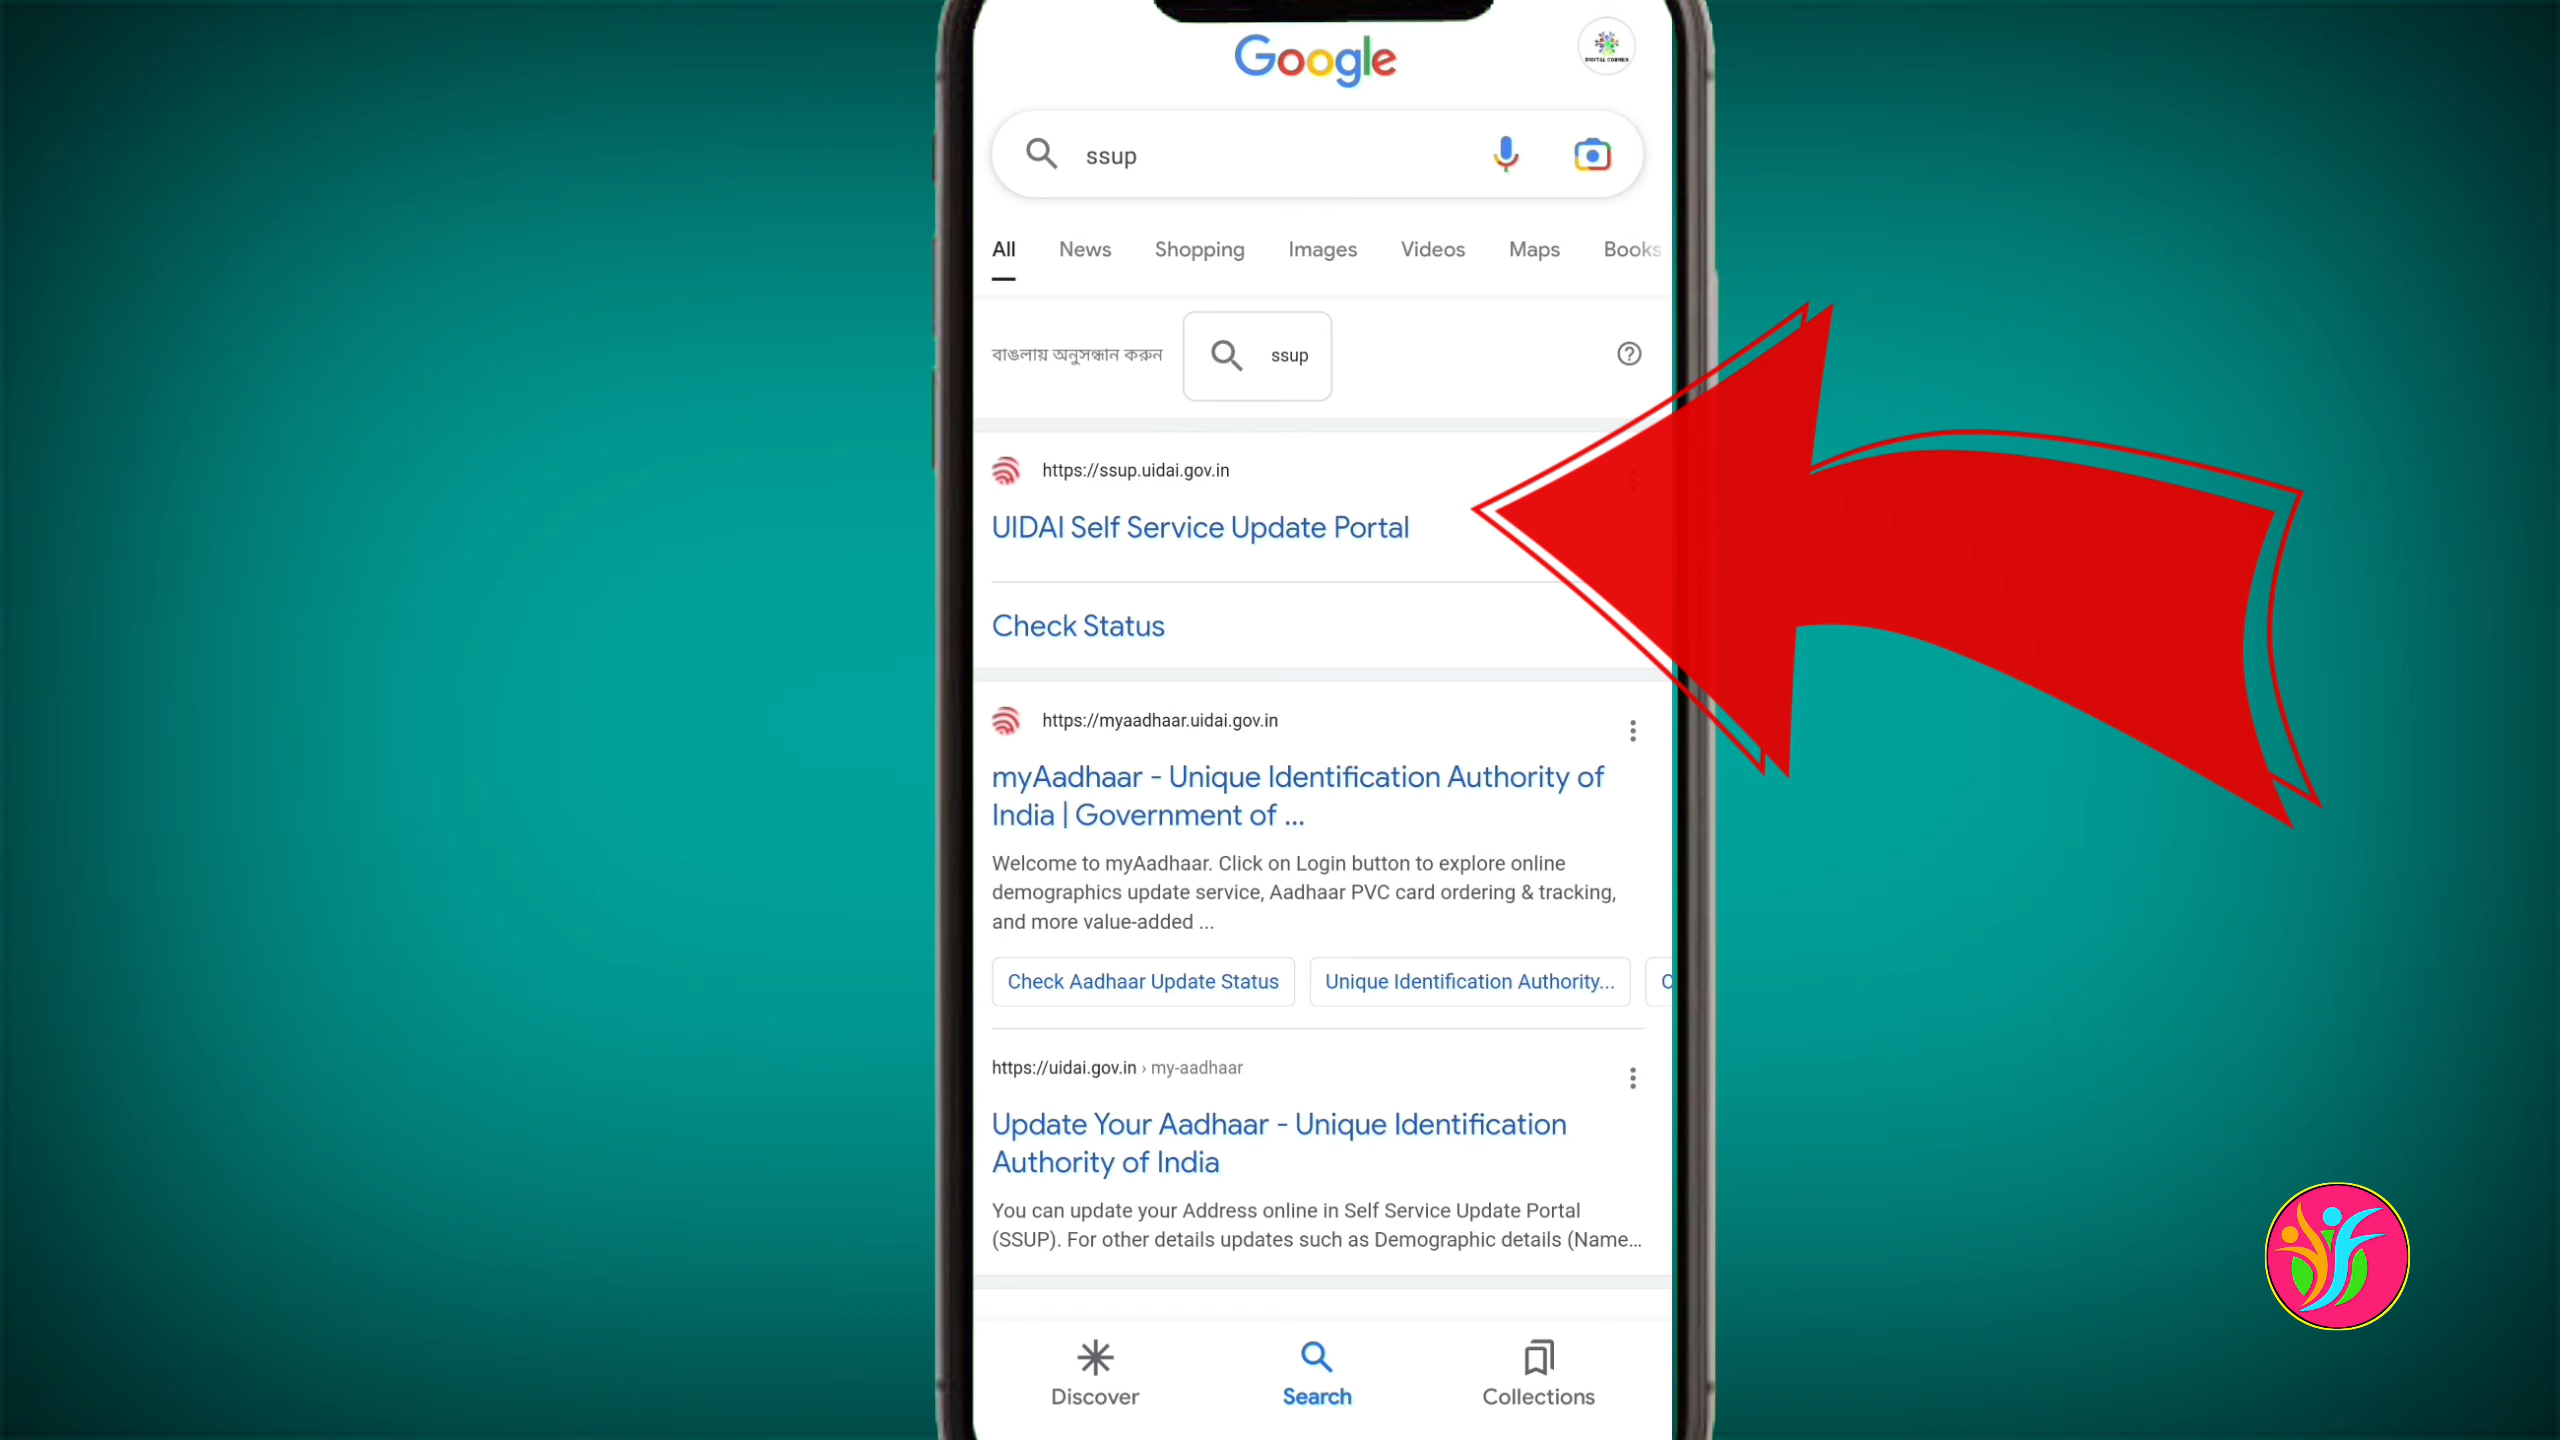 Google
DIGITAL CORNER
ssup
All News Shopping Images Videos Maps Books
বাঙলায় অনুসন্ধান করুন ssup
https://ssup.uidai.gov.in
UIDAI Self Service Update Portal
Check Status
https://myaadhaar.uidai.gov.in
myAadhaar - Unique Identification Authority of
India | Government of ...
Welcome to myAadhaar. Click on Login button to explore online
demographics update service, Aadhaar PVC card ordering & tracking,
and more value-added ...
Check Aadhaar Update Status Unique Identification Authority...
https://uidai.gov.in › my-aadhaar
Update Your Aadhaar - Unique Identification
Authority of India
You can update your Address online in Self Service Update Portal
(SSUP). For other details updates such as Demographic details (Name...
Discover Search Collections